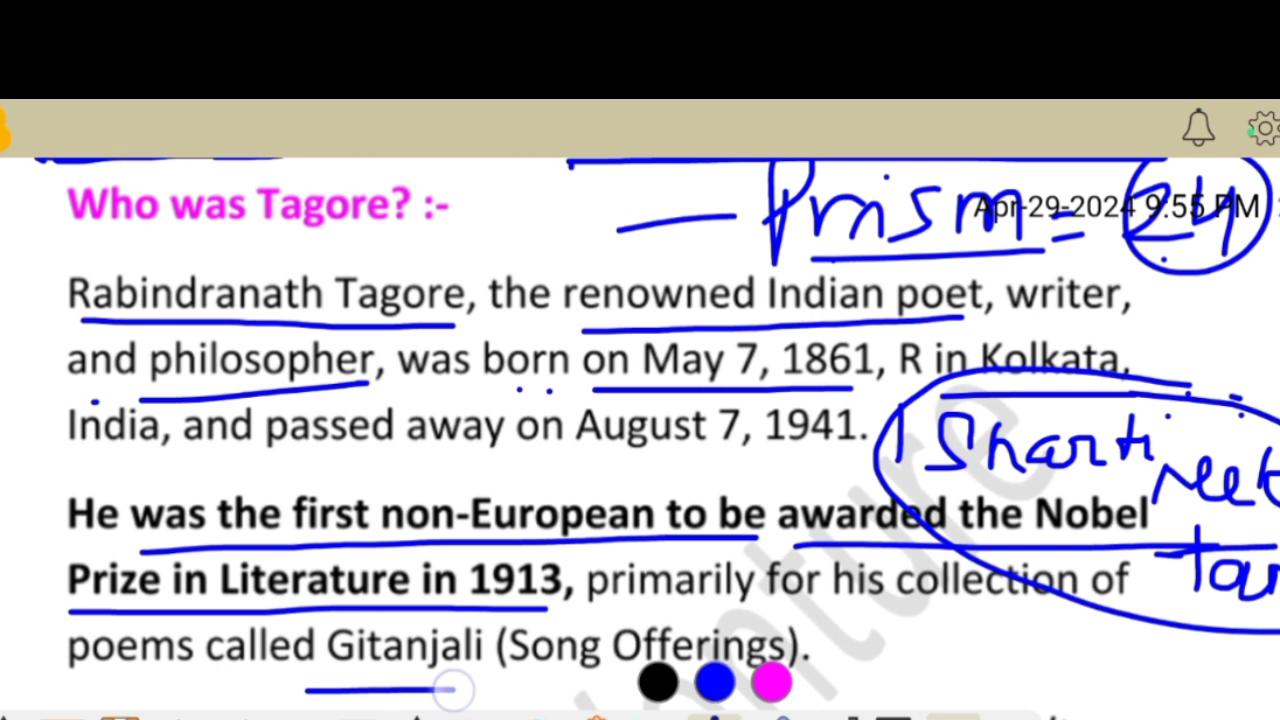 Who was Tagore? :-
Prism = 24
Apr-29-2024 9:55 PM
Rabindranath Tagore, the renowned Indian poet, writer,
and philosopher, was born on May 7, 1861, R in Kolkata,
India, and passed away on August 7, 1941.
He was the first non-European to be awarded the Nobel
Prize in Literature in 1913, primarily for his collection of
poems called Gitanjali (Song Offerings).